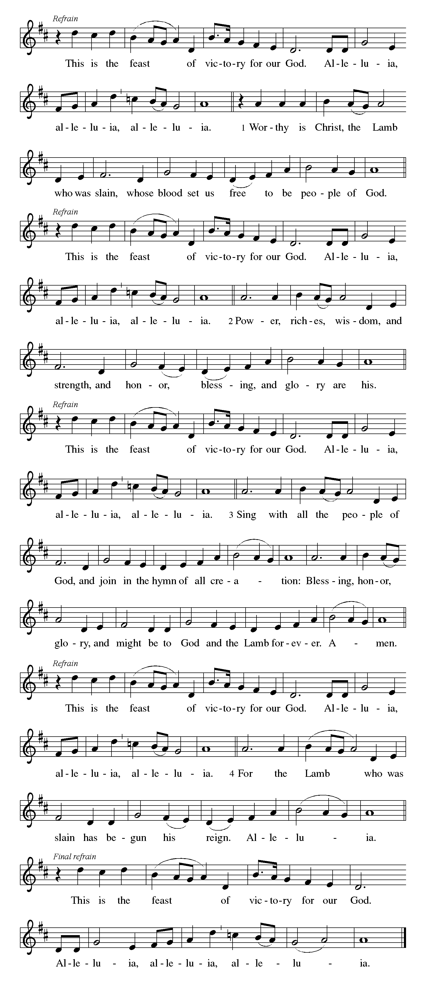 Refrain
This is the feast of vic - to - ry for our God. Al - le - lu - ia,
al - le - lu - ia, al - le - lu - ia. 1 Wor - thy is Christ, the Lamb
who was slain, whose blood set us free to be peo - ple of God.
Refrain
This is the feast of vic - to - ry for our God. Al - le - lu - ia,
al - le - lu - ia, al - le - lu - ia. 2 Pow - er, rich - es, wis - dom, and
strength, and hon - or, bless - ing, and glo - ry are his.
Refrain
This is the feast of vic - to - ry for our God. Al - le - lu - ia,
al - le - lu - ia, al - le - lu - ia. 3 Sing with all the peo - ple of
God, and join in the hymn of all cre - a - tion: Bless - ing, hon - or,
glo - ry, and might be to God and the Lamb for - ev - er. A - men.
Refrain
This is the feast of vic - to - ry for our God. Al - le - lu - ia,
al - le - lu - ia, al - le - lu - ia. 4 For the Lamb who was
slain has be - gun his reign. Al - le - lu - ia.
Final refrain
This is the feast of vic - to - ry for our God.
Al - le - lu - ia, al - le - lu - ia, al - le - lu - ia.